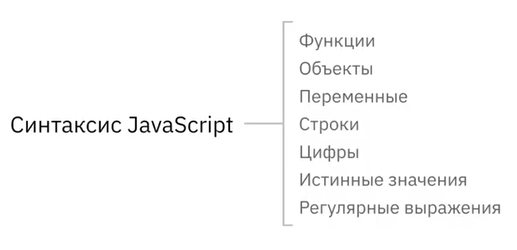 Функции
Объекты
Переменные
Синтаксис JavaScript
Строки
Цифры
Истинные значения
Регулярные выражения